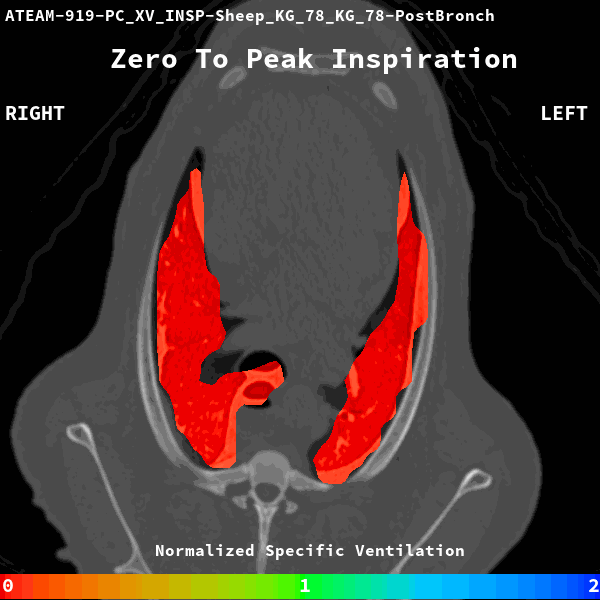 ATEAM-919-PC_XV_INSP-Sheep_KG_78_KG_78-PostBronch
Zero To Peak Inspiration
RIGHT LEFT
Normalized Specific Ventilation
0 1 2